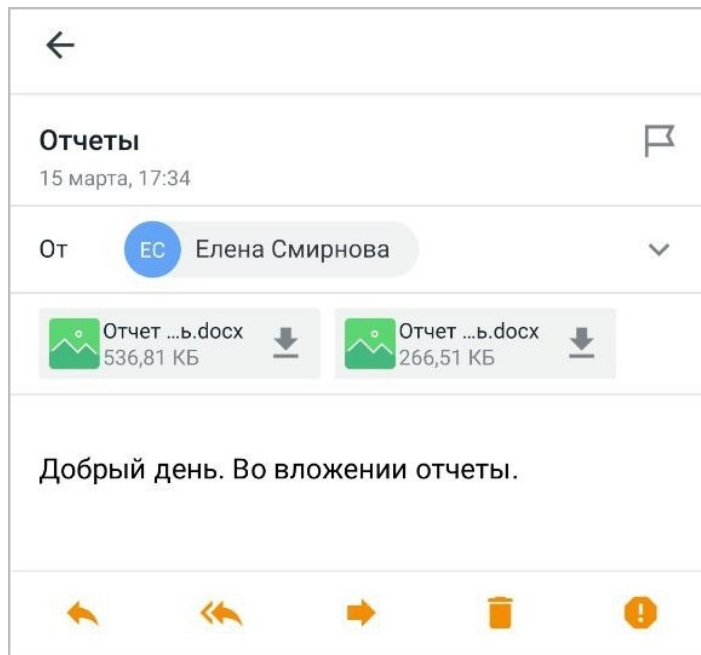 Отчеты
15 марта, 17:34
От ЕС Елена Смирнова
Отчет ...ь.docx
536,81 КБ
Отчет ...ь.docx
266,51 КБ
Добрый день. Во вложении отчеты.